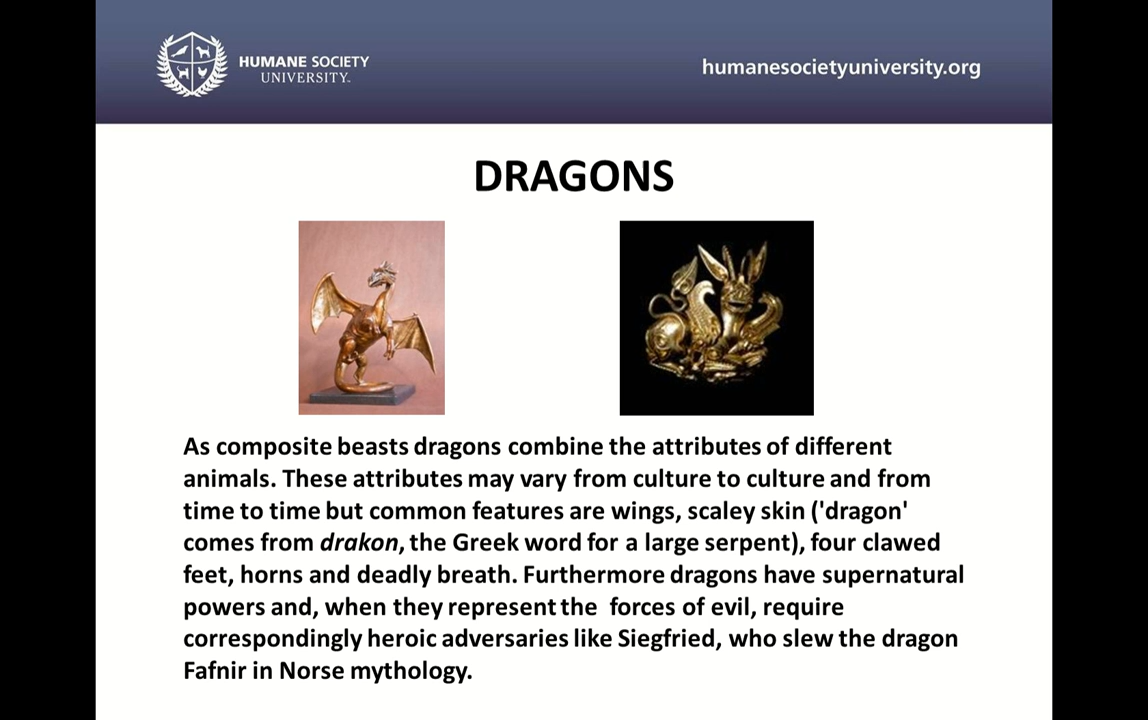 HUMANE SOCIETY
UNIVERSITY.
humanesocietyuniversity.org
DRAGONS
As composite beasts dragons combine the attributes of different
animals. These attributes may vary from culture to culture and from
time to time but common features are wings, scaley skin ('dragon'
comes from drakon, the Greek word for a large serpent), four clawed
feet, horns and deadly breath. Furthermore dragons have supernatural
powers and, when they represent the forces of evil, require
correspondingly heroic adversaries like Siegfried, who slew the dragon
Fafnir in Norse mythology.